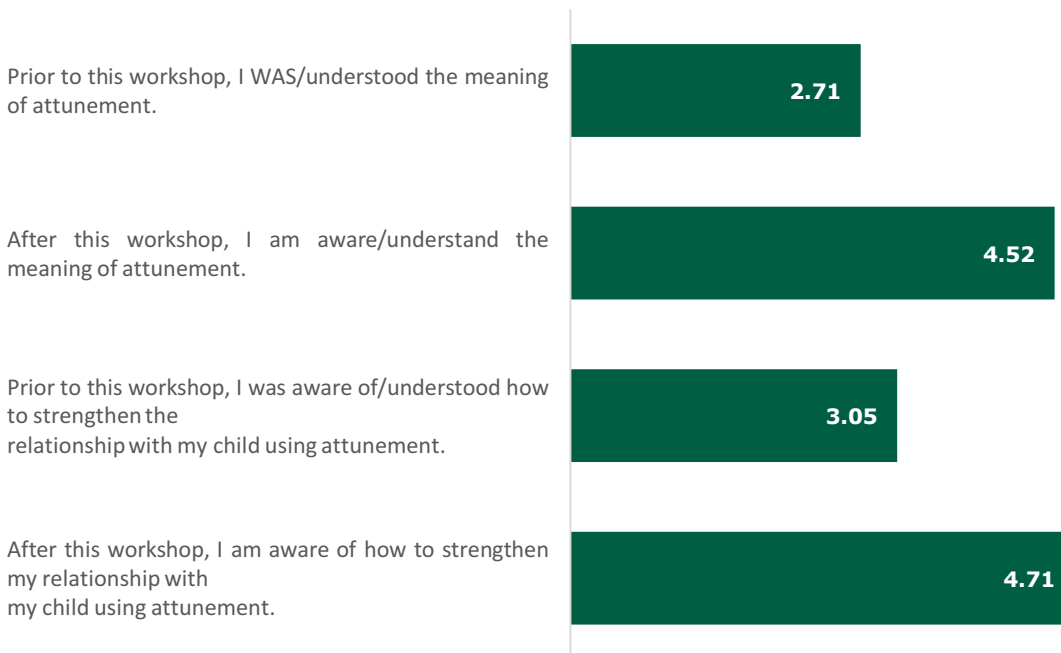 Prior to this workshop, I WAS/understood the meaning
of attunement.
2.71
After this workshop, I am aware/understand the
meaning of attunement.
4.52
Prior to this workshop, I was aware of/understood how
to strengthen the
relationship with my child using attunement.
3.05
After this workshop, I am aware of how to strengthen
my relationship with
my child using attunement.
4.71